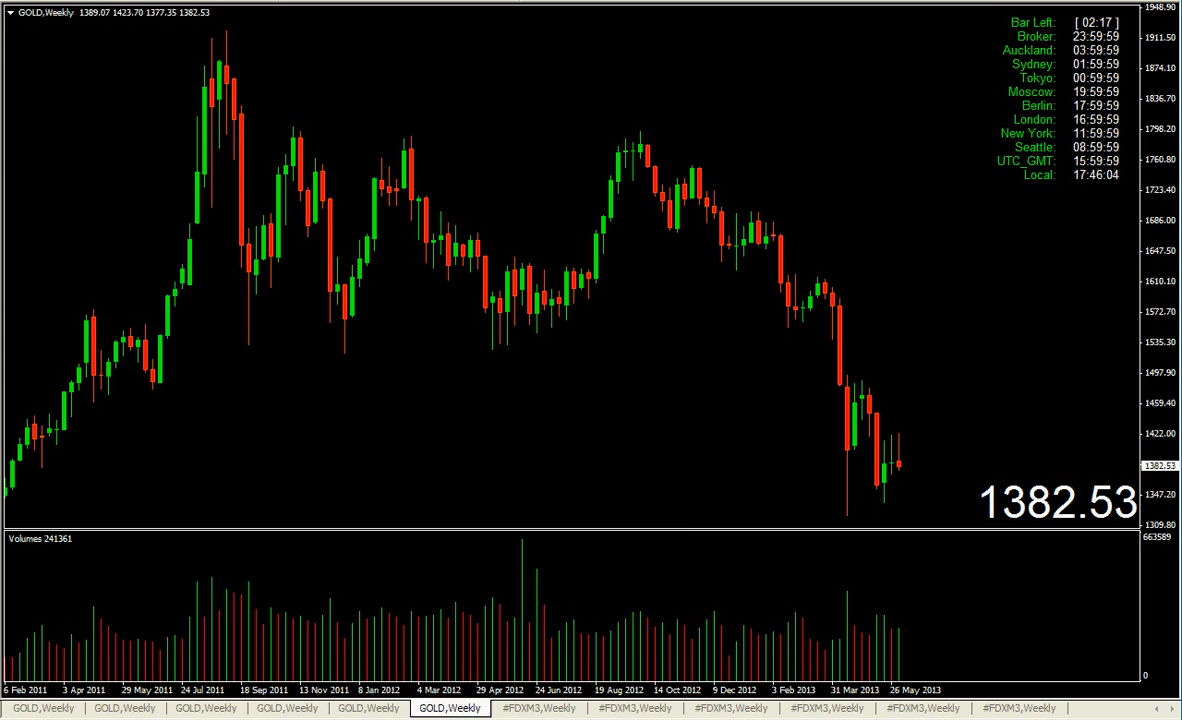 GOLD,Weekly 1389.07 1423.70 1377.35 1382.53
Bar Left: [ 02:17 ]
Broker: 23:59:59
Auckland: 03:59:59
Sydney: 01:59:59
Tokyo: 00:59:59
Moscow: 19:59:59
Berlin: 17:59:59
London: 16:59:59
New York: 11:59:59
Seattle: 08:59:59
UTC_GMT: 15:59:59
Local: 17:46:04
1948.90
1911.50
1874.10
1836.70
1798.20
1760.80
1723.40
1686.00
1647.50
1610.10
1572.70
1535.30
1497.90
1459.40
1422.00
1382.53
1347.20
1309.80
1382.53
Volumes 241361
663589
0
6 Feb 2011 3 Apr 2011 29 May 2011 24 Jul 2011 18 Sep 2011 13 Nov 2011 8 Jan 2012 4 Mar 2012 29 Apr 2012 24 Jun 2012 19 Aug 2012 14 Oct 2012 9 Dec 2012 3 Feb 2013 31 Mar 2013 26 May 2013
GOLD,Weekly GOLD,Weekly GOLD,Weekly GOLD,Weekly GOLD,Weekly GOLD,Weekly #FDXM3,Weekly #FDXM3,Weekly #FDXM3,Weekly #FDXM3,Weekly #FDXM3,Weekly #FDXM3,Weekly